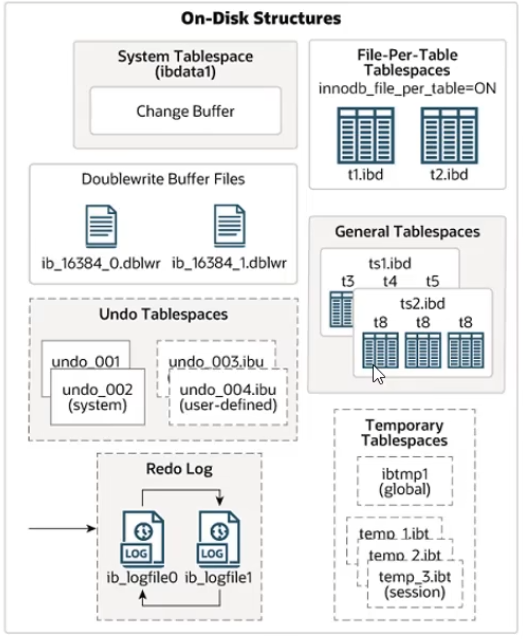 On-Disk Structures
System Tablespace
(ibdata1)
Change Buffer
File-Per-Table
Tablespaces
innodb_file_per_table=ON
t1.ibd t2.ibd
Doublewrite Buffer Files
ib_16384_0.dblwr ib_16384_1.dblwr
General Tablespaces
ts1.ibd
t3 t4 t5
ts2.ibd
t8 t8 t8
Undo Tablespaces
undo_001
undo_002
(system)
undo_003.ibu
undo_004.ibu
(user-defined)
Temporary
Tablespaces
ibtmp1
(global)
temp_1.ibt
temp_2.ibt
temp_3.ibt
(session)
Redo Log
LOG LOG
ib_logfile0 ib_logfile1